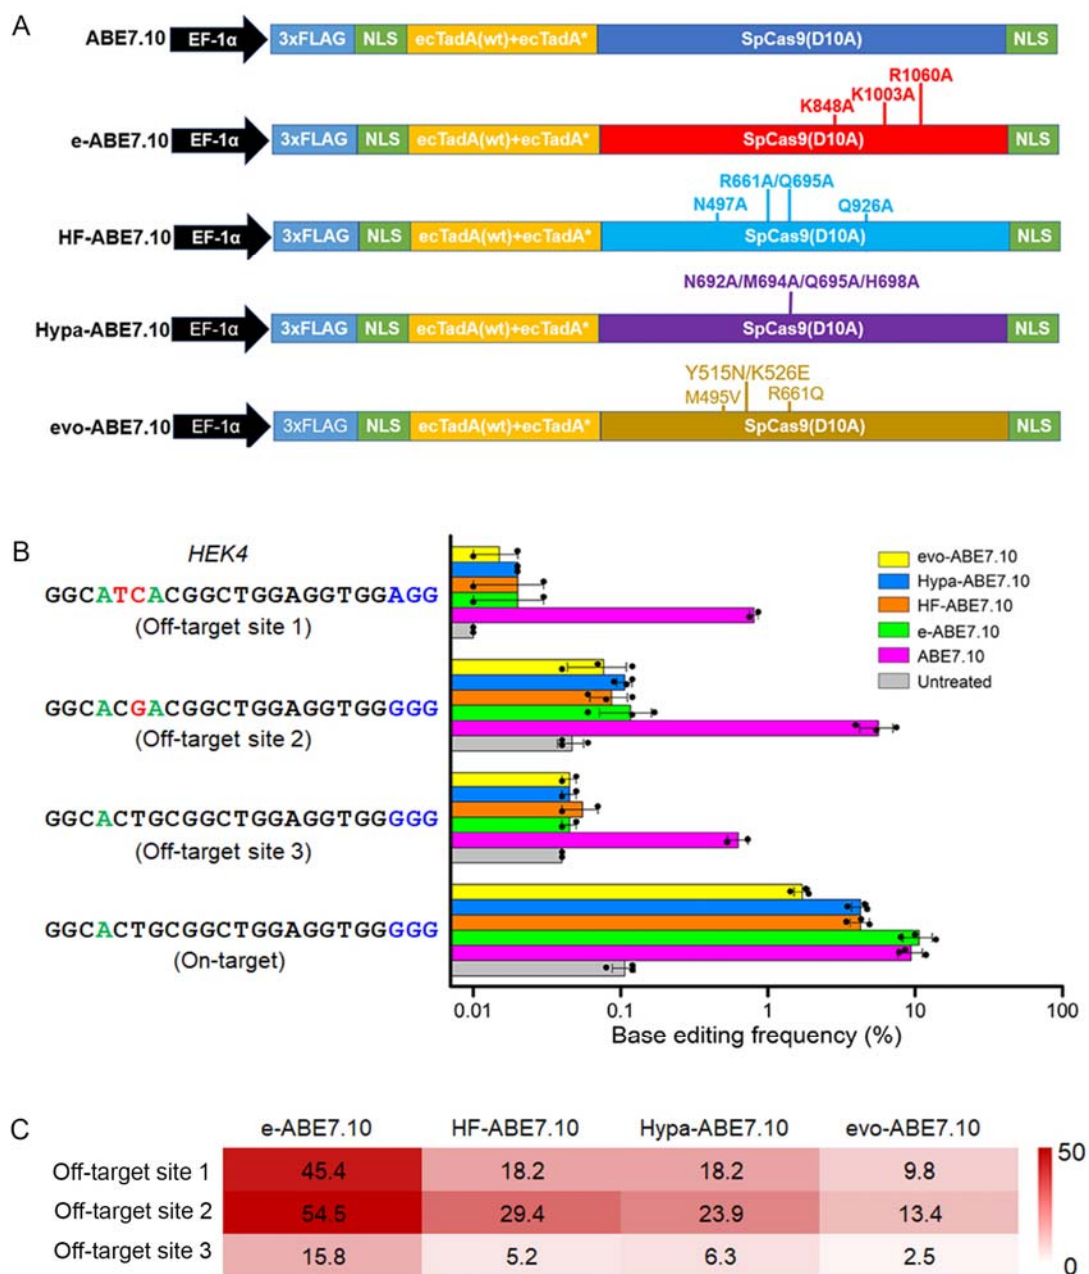 A
ABE7.10 EF-1α 3xFLAG NLS ecTadA(wt)+ecTadA* SpCas9(D10A) NLS
R1060A
K1003A
K848A
e-ABE7.10 EF-1α 3xFLAG NLS ecTadA(wt)+ecTadA* SpCas9(D10A) NLS
R661A/Q695A
N497A Q926A
HF-ABE7.10 EF-1α 3xFLAG NLS ecTadA(wt)+ecTadA* SpCas9(D10A) NLS
N692A/M694A/Q695A/H698A
Hypa-ABE7.10 EF-1α 3xFLAG NLS ecTadA(wt)+ecTadA* SpCas9(D10A) NLS
Y515N/K526E
M495V R661Q
evo-ABE7.10 EF-1α 3xFLAG NLS ecTadA(wt)+ecTadA* SpCas9(D10A) NLS
B
HEK4
GGCATCACGGCTGGAGGTGGAGG
(Off-target site 1)
GGCACGACGGCTGGAGGTGGGGG
(Off-target site 2)
GGCACTGCGGCTGGAGGTGGGGG
(Off-target site 3)
GGCACTGCGGCTGGAGGTGGGGG
(On-target)
evo-ABE7.10
Hypa-ABE7.10
HF-ABE7.10
e-ABE7.10
ABE7.10
Untreated
0.01 0.1 1 10 100
Base editing frequency (%)
C
e-ABE7.10 HF-ABE7.10 Hypa-ABE7.10 evo-ABE7.10
Off-target site 1 45.4 18.2 18.2 9.8
Off-target site 2 54.5 29.4 23.9 13.4
Off-target site 3 15.8 5.2 6.3 2.5
50
0